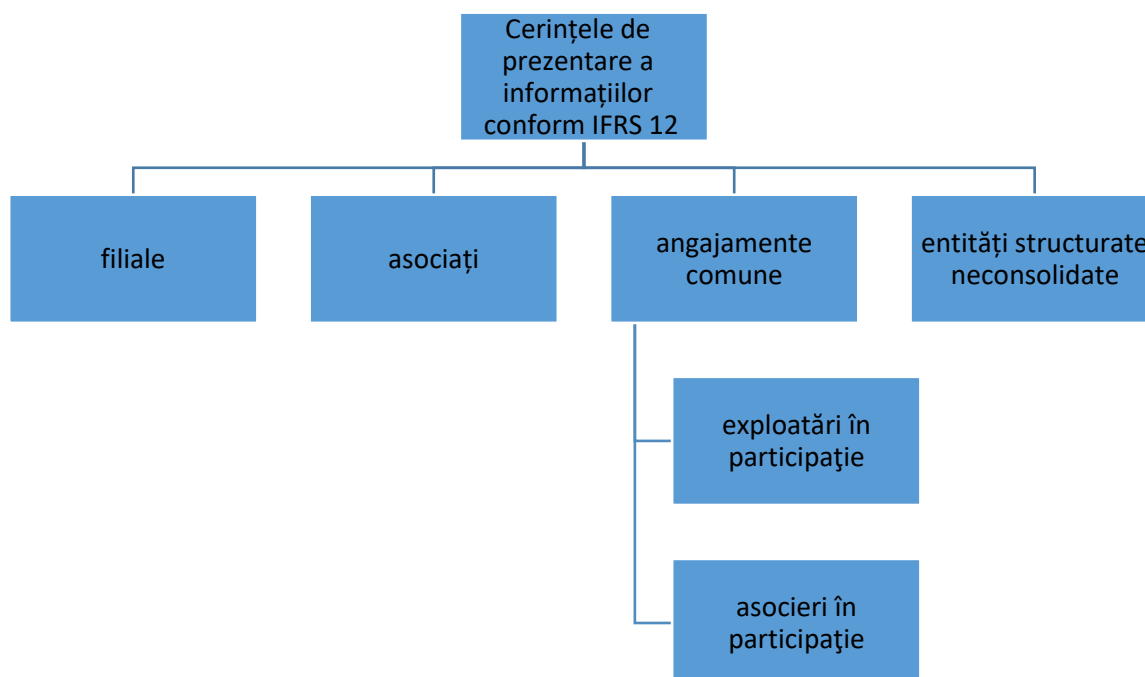 Cerințele de
prezentare a
informațiilor
conform IFRS 12
filiale
asociați
angajamente
comune
entități structurate
neconsolidate
exploatări în
participaţie
asocieri în
participaţie